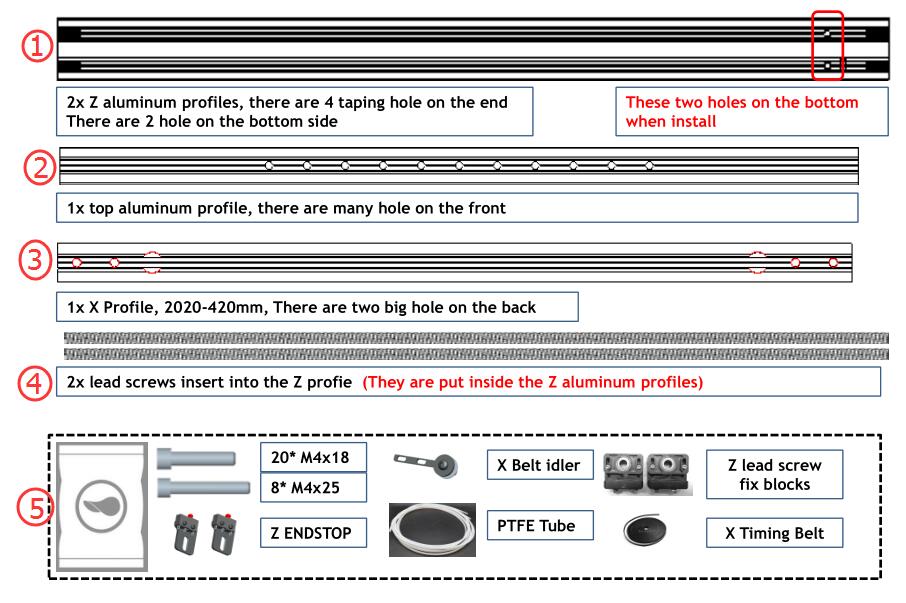 1
2x Z aluminum profiles, there are 4 taping hole on the end
There are 2 hole on the bottom side
These two holes on the bottom
when install
2
1x top aluminum profile, there are many hole on the front
3
1x X Profile, 2020-420mm, There are two big hole on the back
4
2x lead screws insert into the Z profie (They are put inside the Z aluminum profiles)
5
20* M4x18
8* M4x25
Z ENDSTOP
X Belt idler
PTFE Tube
Z lead screw
fix blocks
X Timing Belt